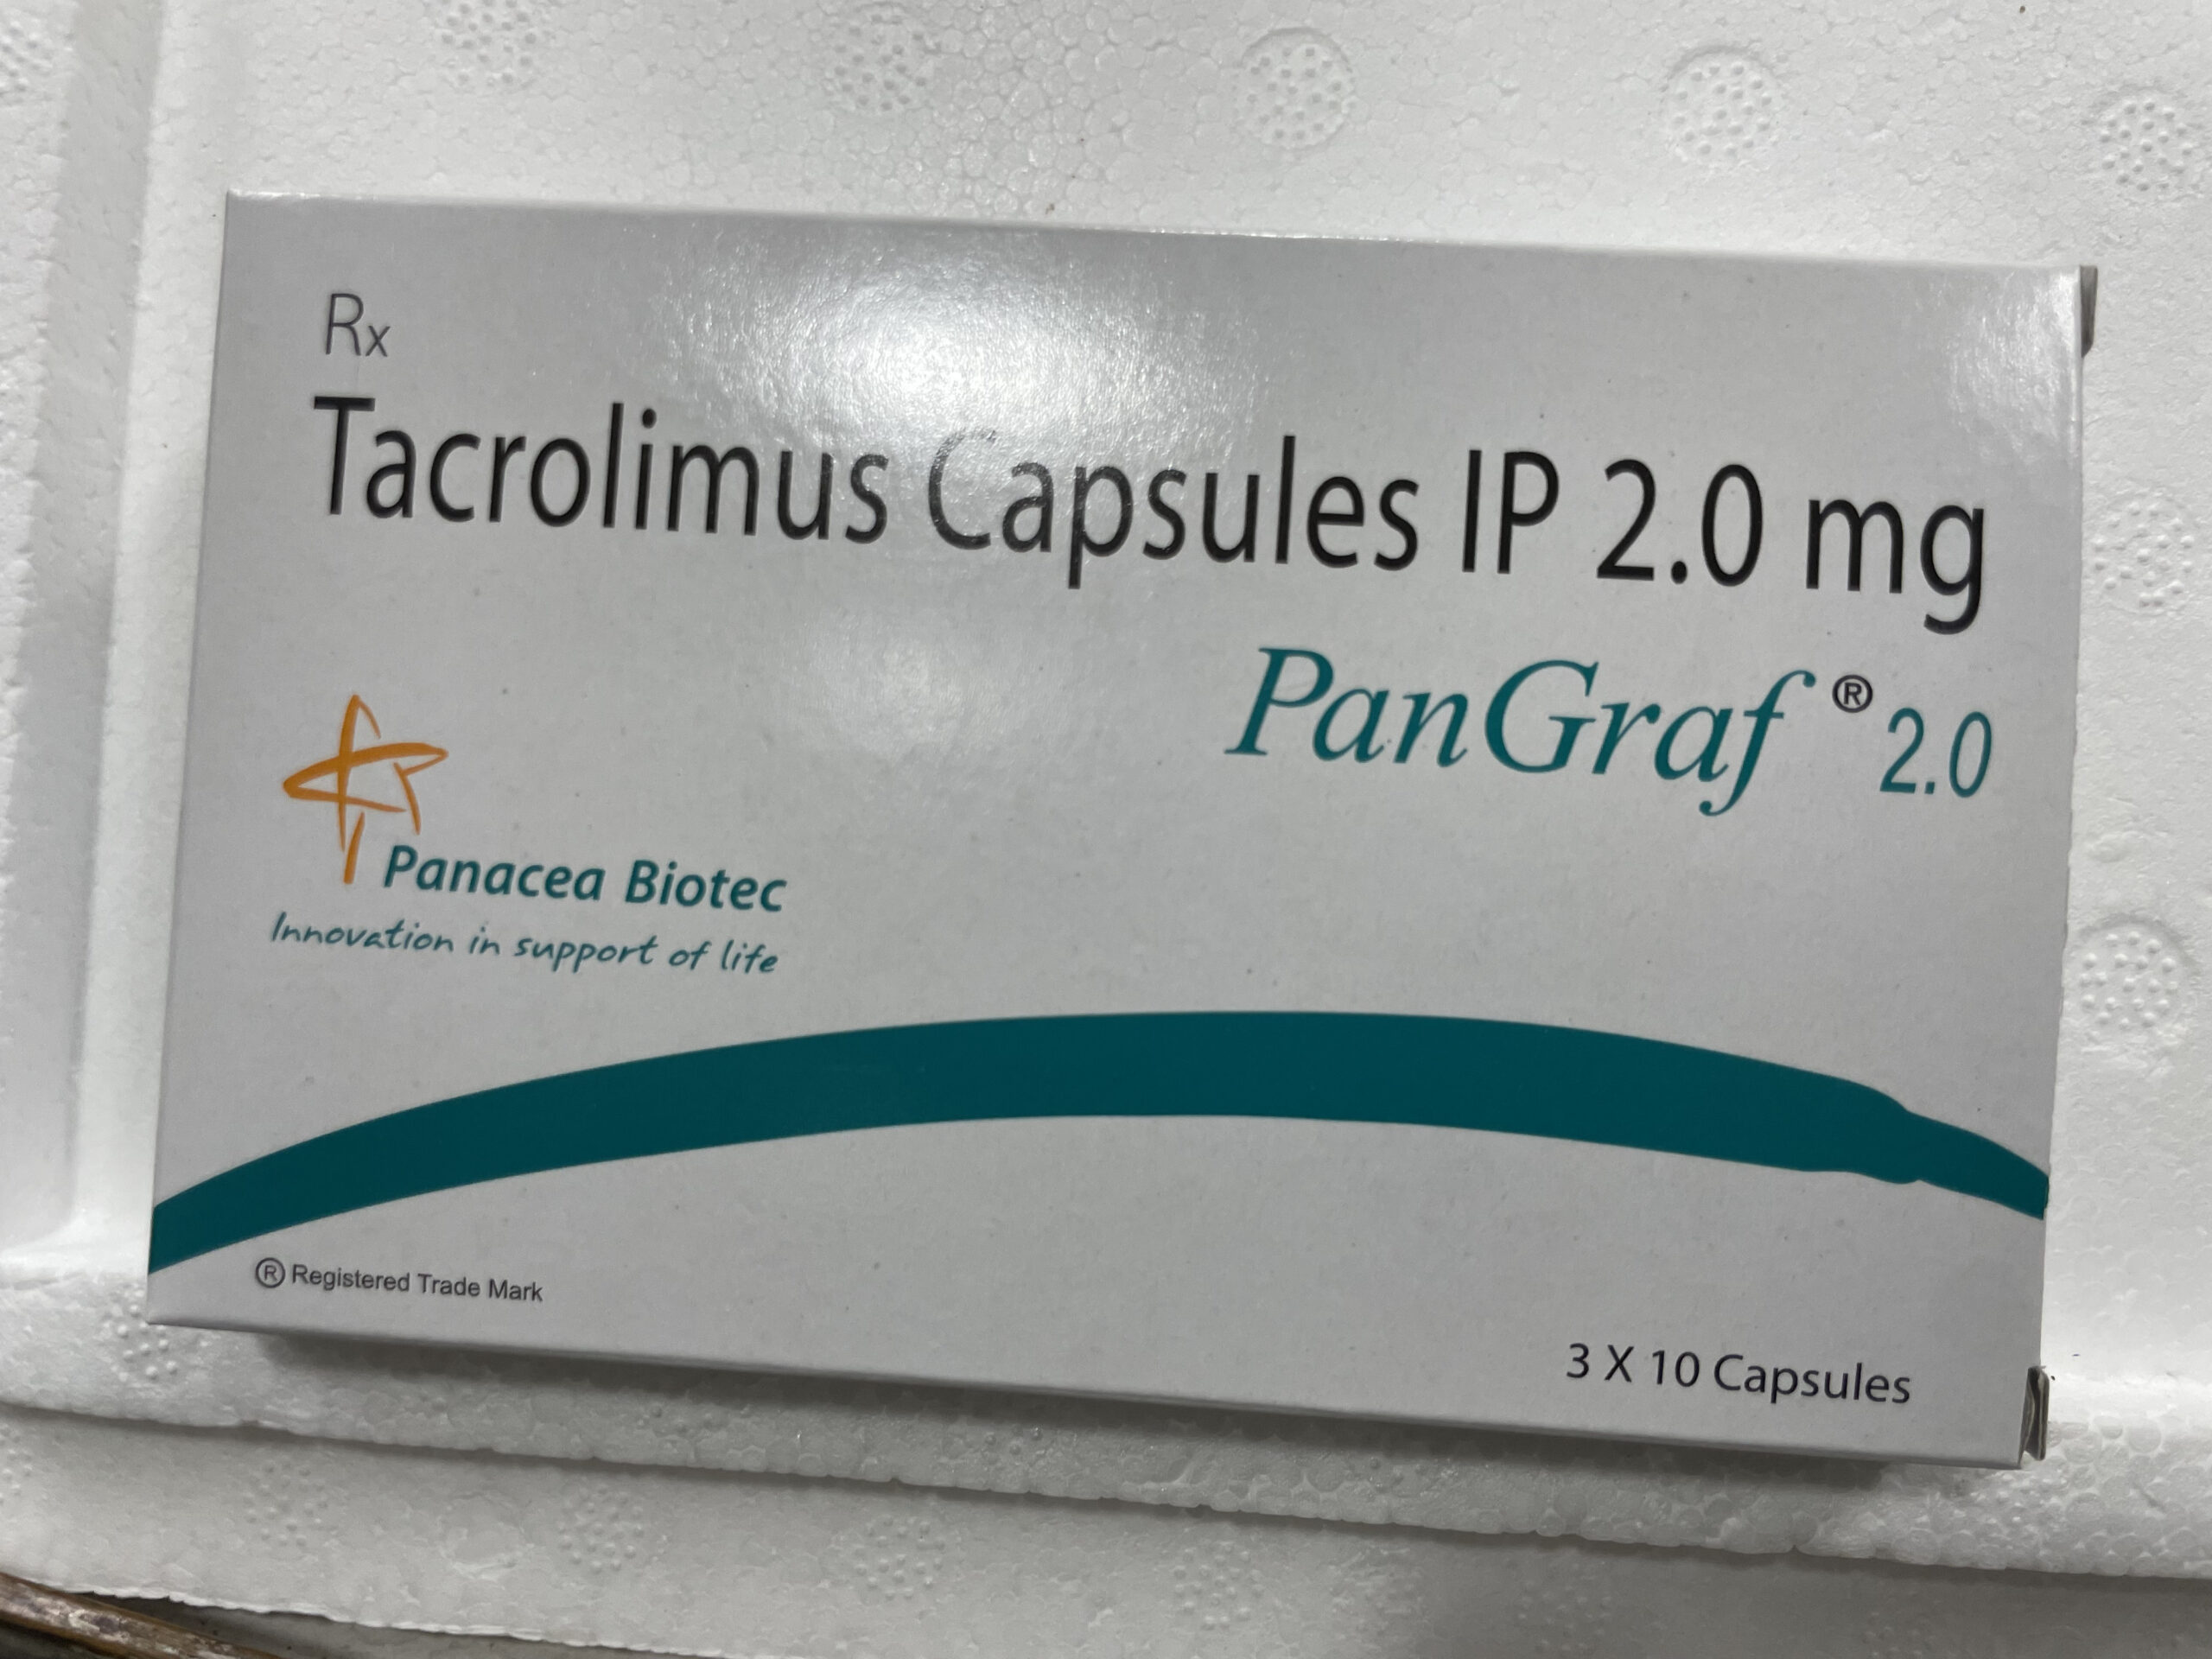 Rx
Tacrolimus Capsules IP 2.0 mg
PanGraf ® 2.0
Panacea Biotec
Innovation in support of life
® Registered Trade Mark
3 X 10 Capsules